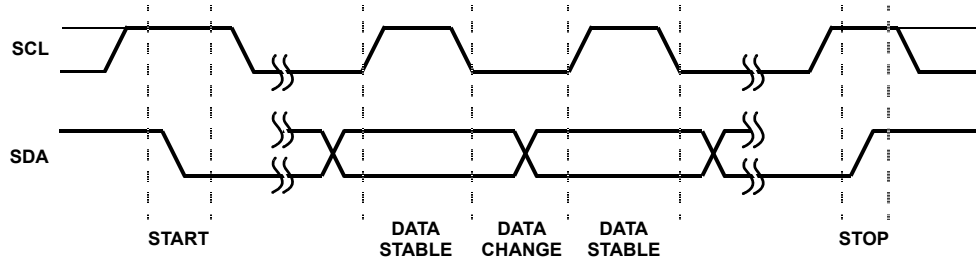 SCL
SDA
START
DATA
STABLE
DATA
CHANGE
DATA
STABLE
STOP